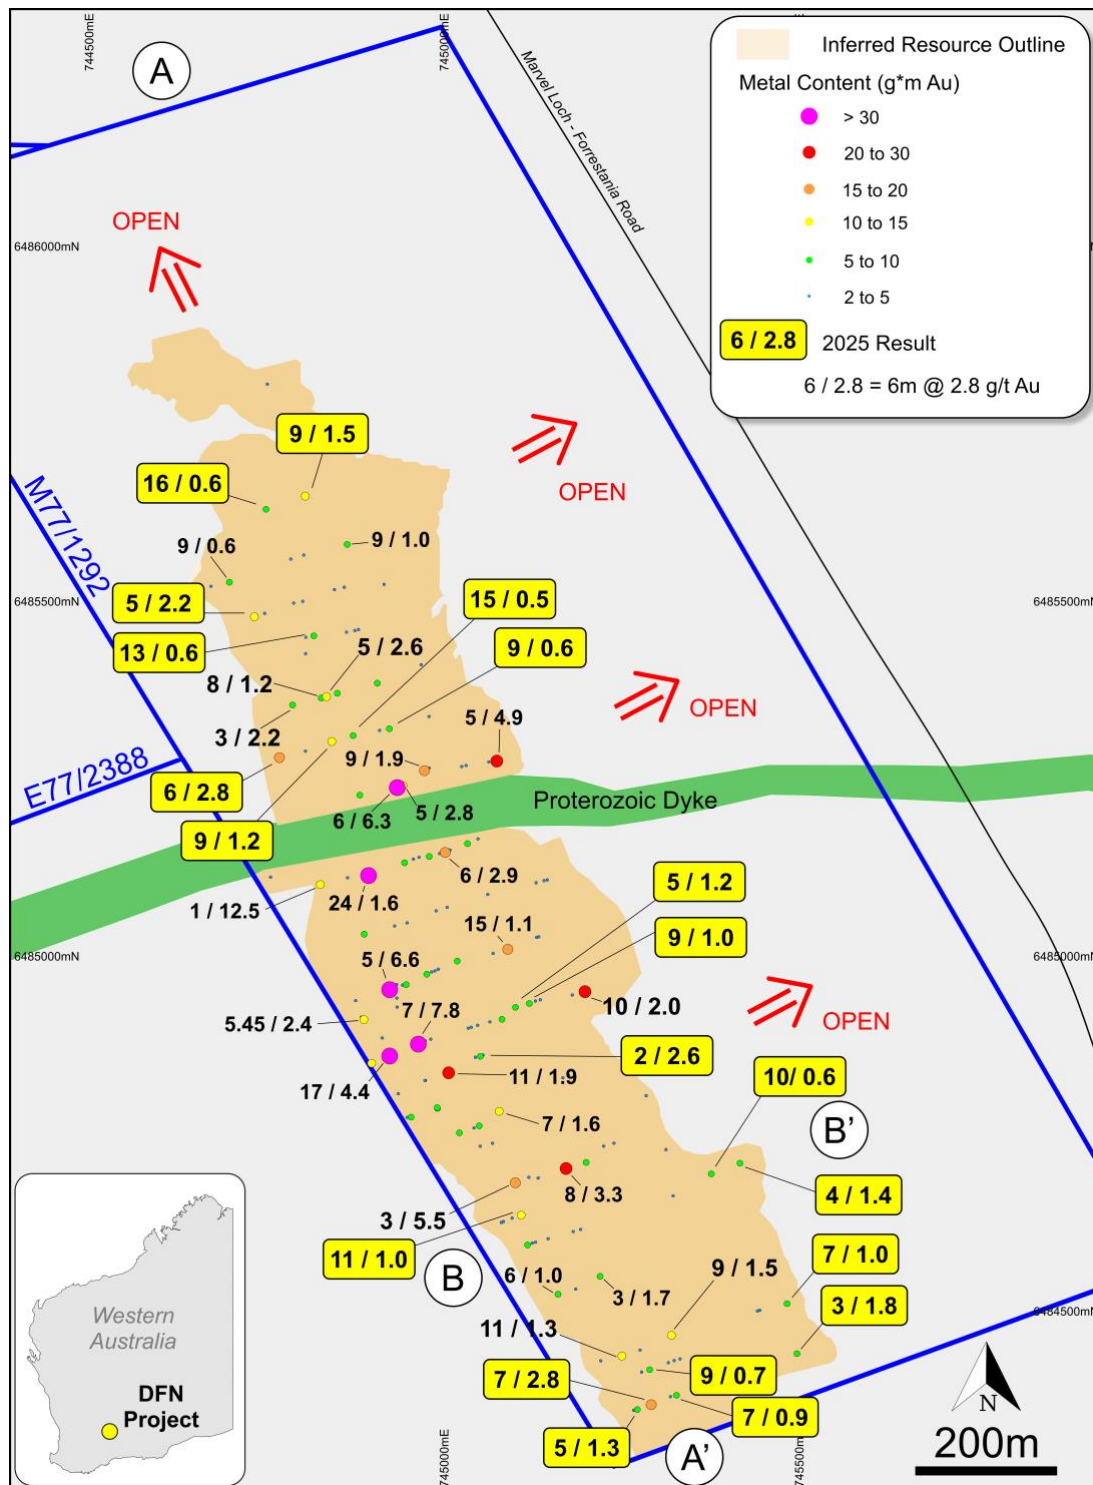 744500mE
745000mE
A
Marvel Loch - Forrestania Road
Inferred Resource Outline
Metal Content (g*m Au)
> 30
20 to 30
15 to 20
10 to 15
5 to 10
2 to 5
6 / 2.8
2025 Result
6 / 2.8 = 6m @ 2.8 g/t Au
OPEN
6486000mN
9 / 1.5
OPEN
16 / 0.6
M77/1292
9 / 0.6
9 / 1.0
5 / 2.2
15 / 0.5
6485500mN
6485500mN
13 / 0.6
5 / 2.6
9 / 0.6
8 / 1.2
OPEN
3 / 2.2
5 / 4.9
E77/2388
9 / 1.9
6 / 2.8
Proterozoic Dyke
5 / 2.8
6 / 6.3
9 / 1.2
6 / 2.9
5 / 1.2
24 / 1.6
1 / 12.5
15 / 1.1
9 / 1.0
6485000mN
6485000mN
5 / 6.6
10 / 2.0
7 / 7.8
OPEN
5.45 / 2.4
2 / 2.6
10/ 0.6
17 / 4.4
11 / 1.9
7 / 1.6
B'
4 / 1.4
8 / 3.3
3 / 5.5
11 / 1.0
7 / 1.0
9 / 1.5
B
6 / 1.0
3 / 1.7
3 / 1.8
6484500mN
11 / 1.3
7 / 2.8
9 / 0.7
7 / 0.9
5 / 1.3
A'
745000mE
745500mE
Western
Australia
DFN
Project
N
200m